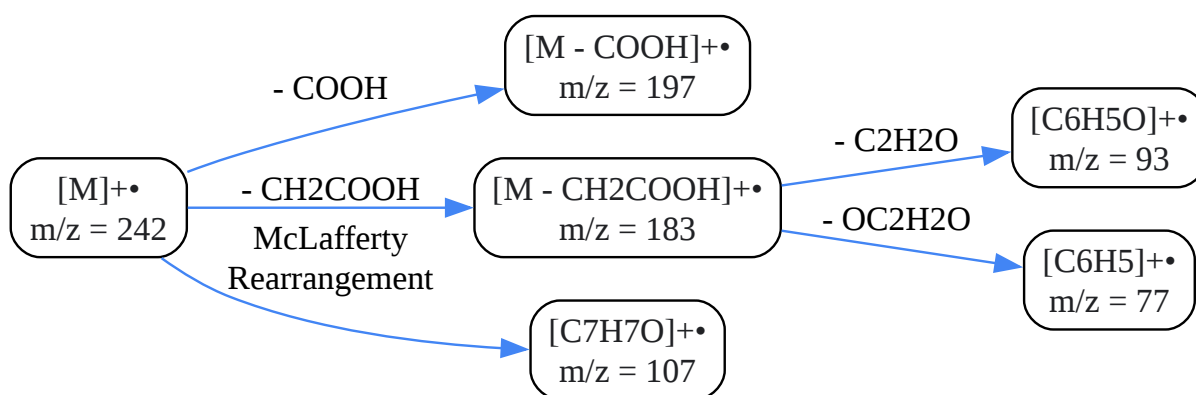 [M - COOH]+•
m/z = 197
- COOH
[C6H5O]+•
m/z = 93
- C2H2O
[M]+•
m/z = 242
- CH2COOH
[M - CH2COOH]+•
m/z = 183
- OC2H2O
McLafferty
Rearrangement
[C6H5]+•
m/z = 77
[C7H7O]+•
m/z = 107